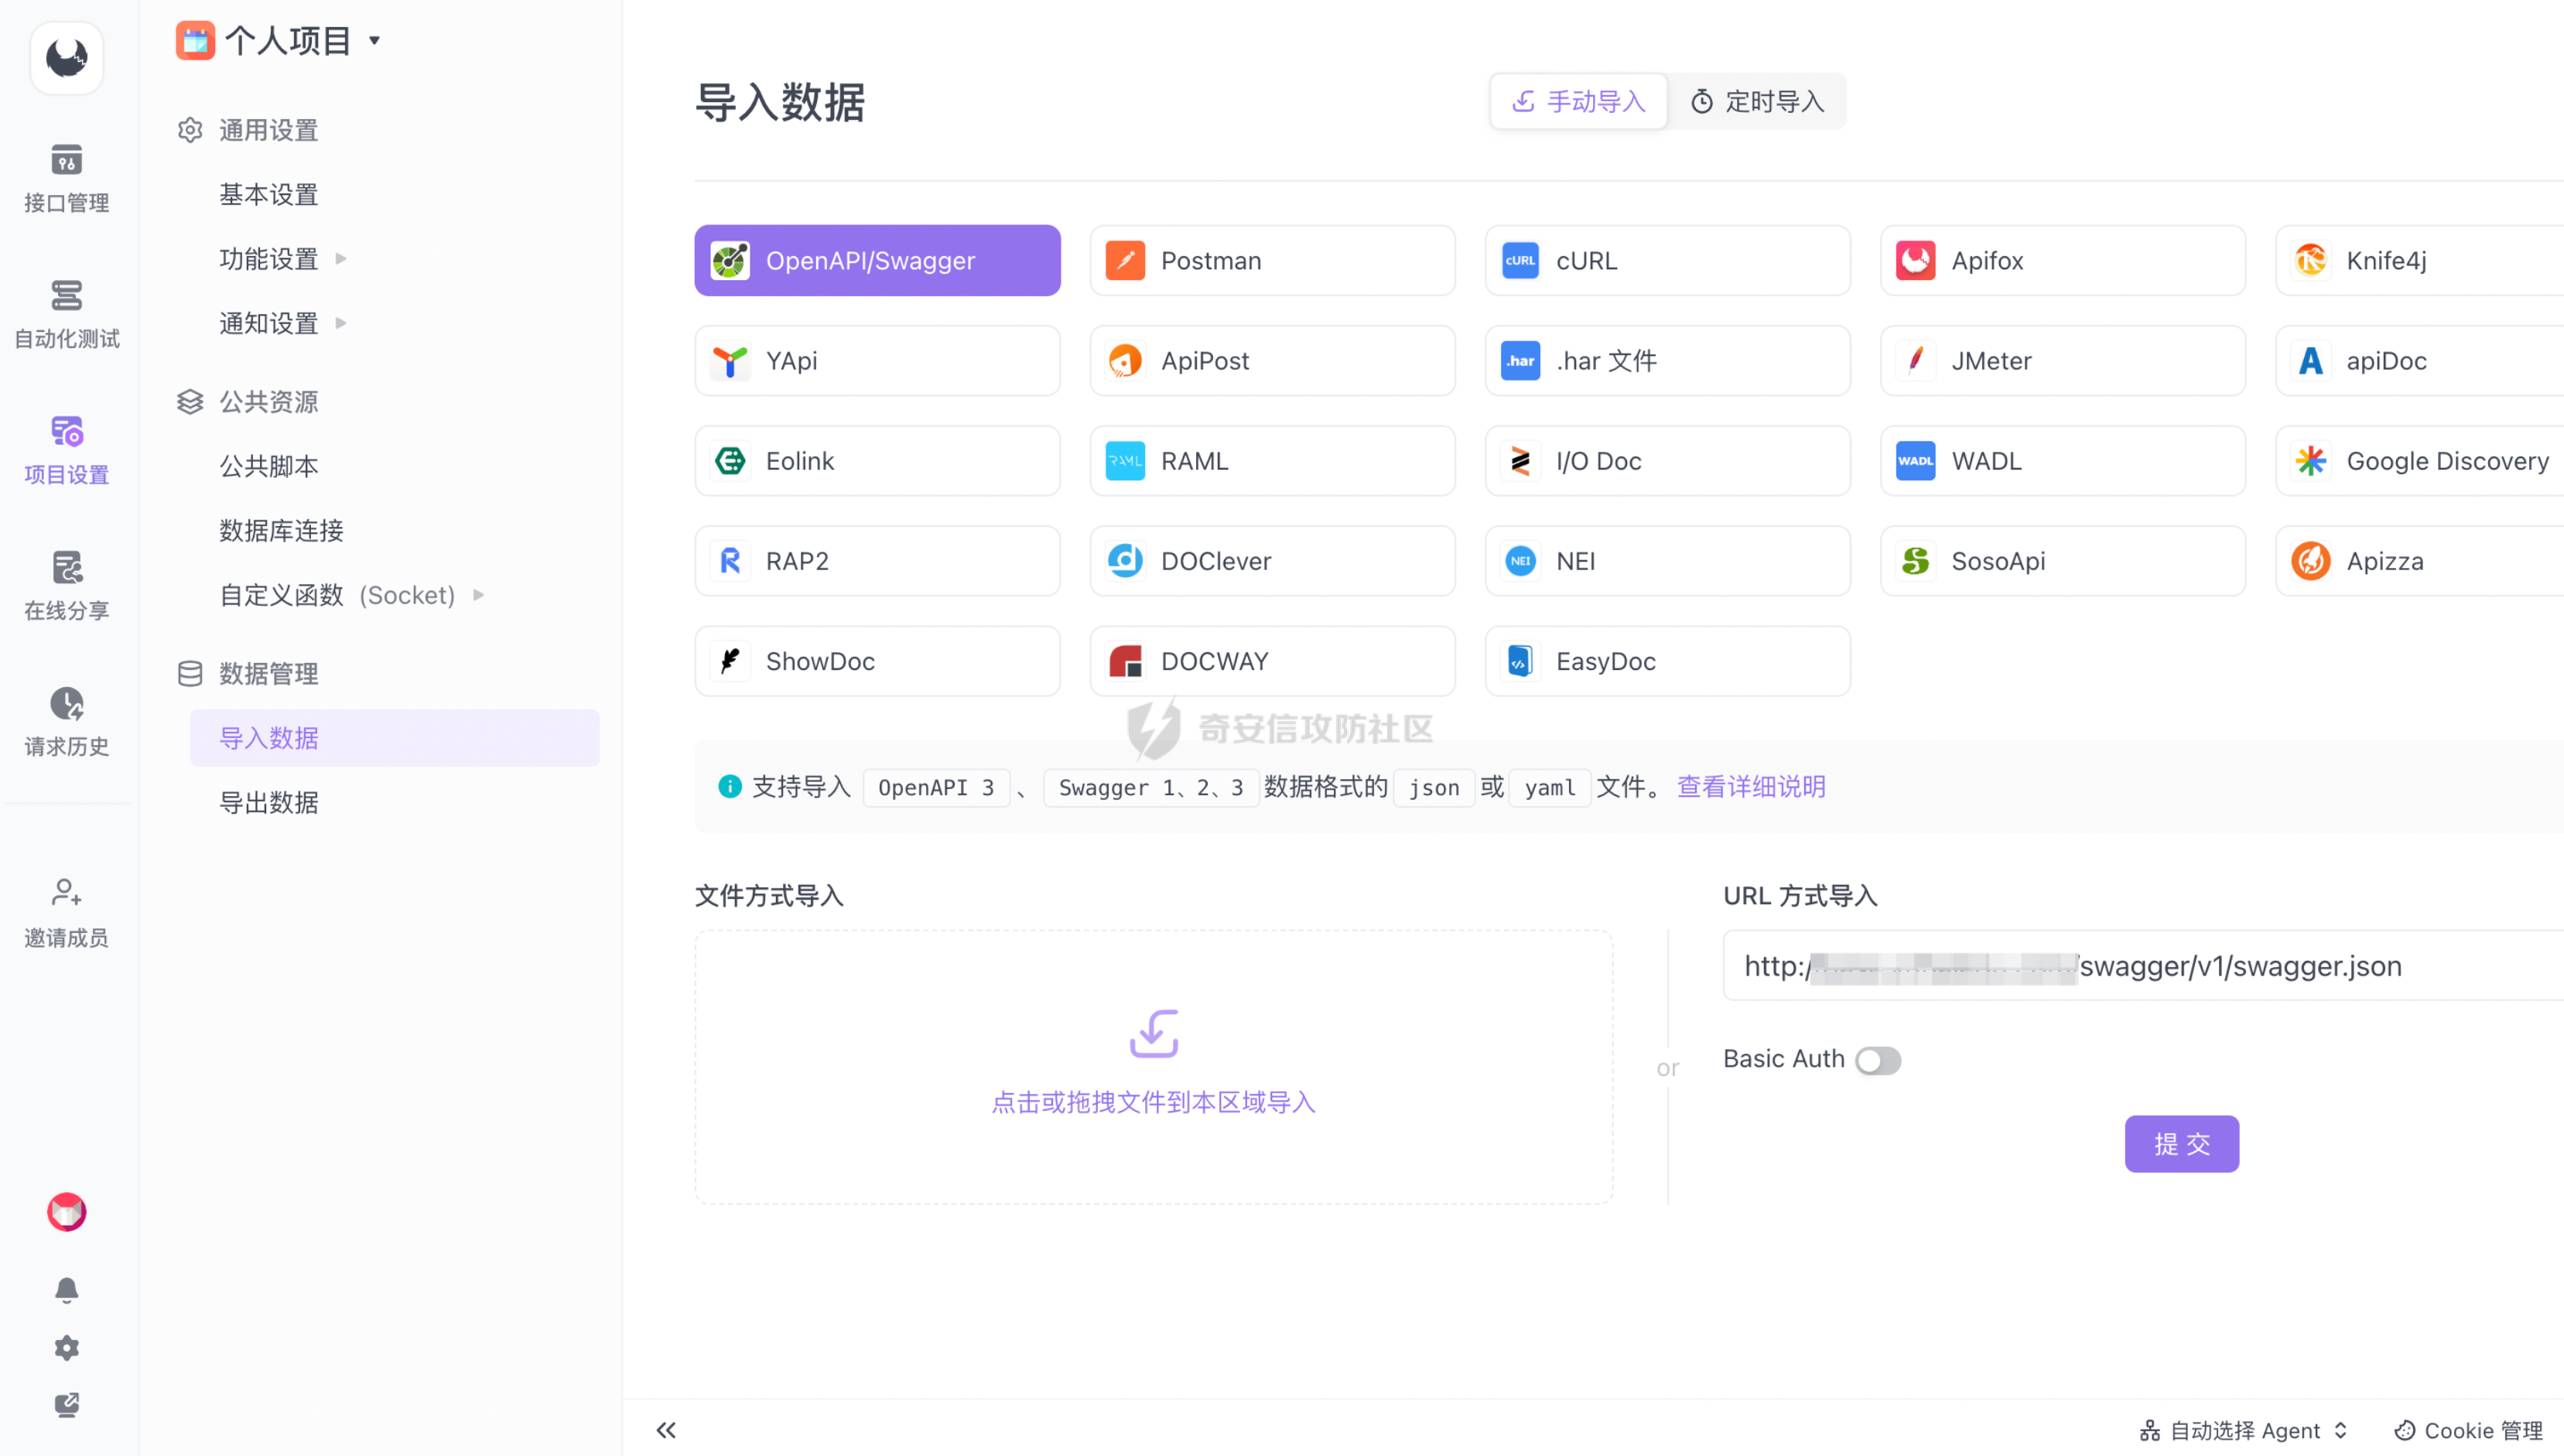 个人项目
接口管理
自动化测试
项目设置
在线分享
请求历史
邀请成员
通用设置
基本设置
功能设置
通知设置
公共资源
公共脚本
数据库连接
自定义函数 (Socket)
数据管理
导入数据
导出数据
导入数据
手动导入
定时导入
OpenAPI/Swagger
Postman
cURL
cURL
Apifox
Knife4j
YApi
ApiPost
.har
.har 文件
JMeter
apiDoc
Eolink
RAML
RAML
I/O Doc
WADL
WADL
Google Discovery
RAP2
DOClever
NEI
NEI
SosoApi
Apizza
ShowDoc
DOCWAY
EasyDoc
奇安信攻防社区
支持导入 OpenAPI 3 、 Swagger 1、2、3 数据格式的 json 或 yaml 文件。 查看详细说明
文件方式导入
点击或拖拽文件到本区域导入
or
URL 方式导入
http:/ /swagger/v1/swagger.json
Basic Auth
提 交
自动选择 Agent
Cookie 管理